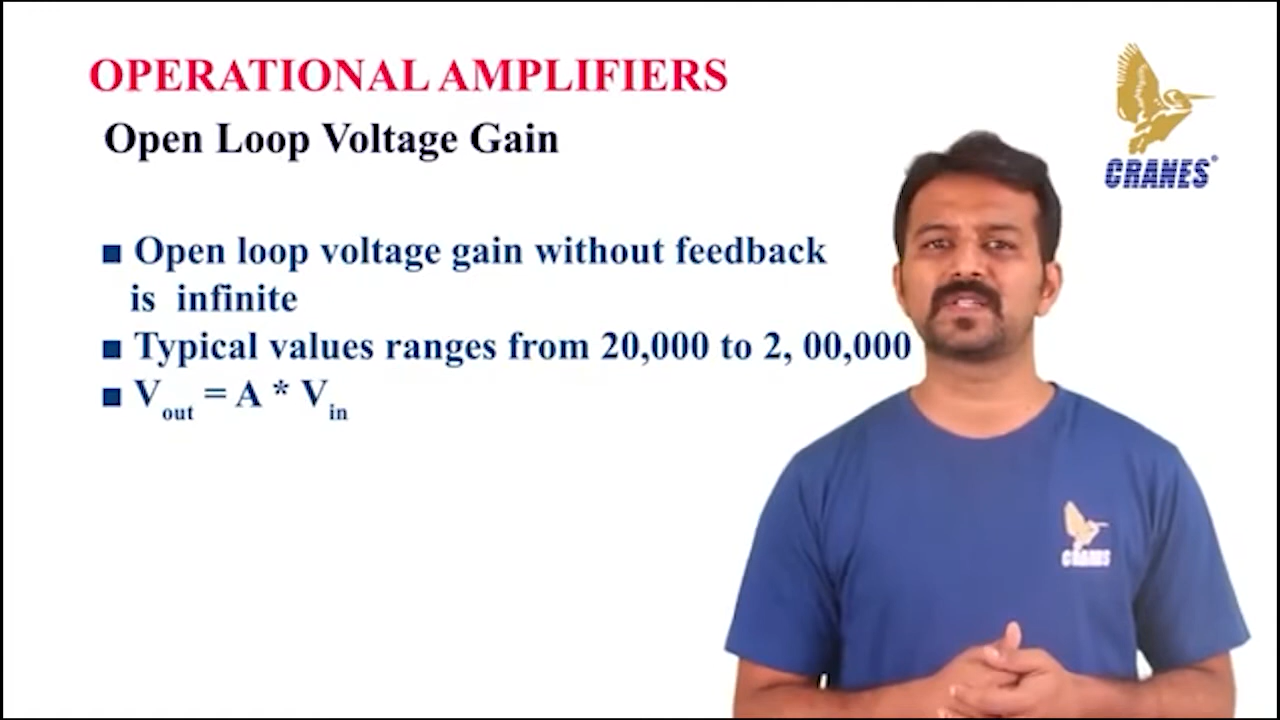 OPERATIONAL AMPLIFIERS
Open Loop Voltage Gain
CRANES®
■ Open loop voltage gain without feedback
is infinite
■ Typical values ranges from 20,000 to 2, 00,000
■ Vout = A * Vin
CRANES